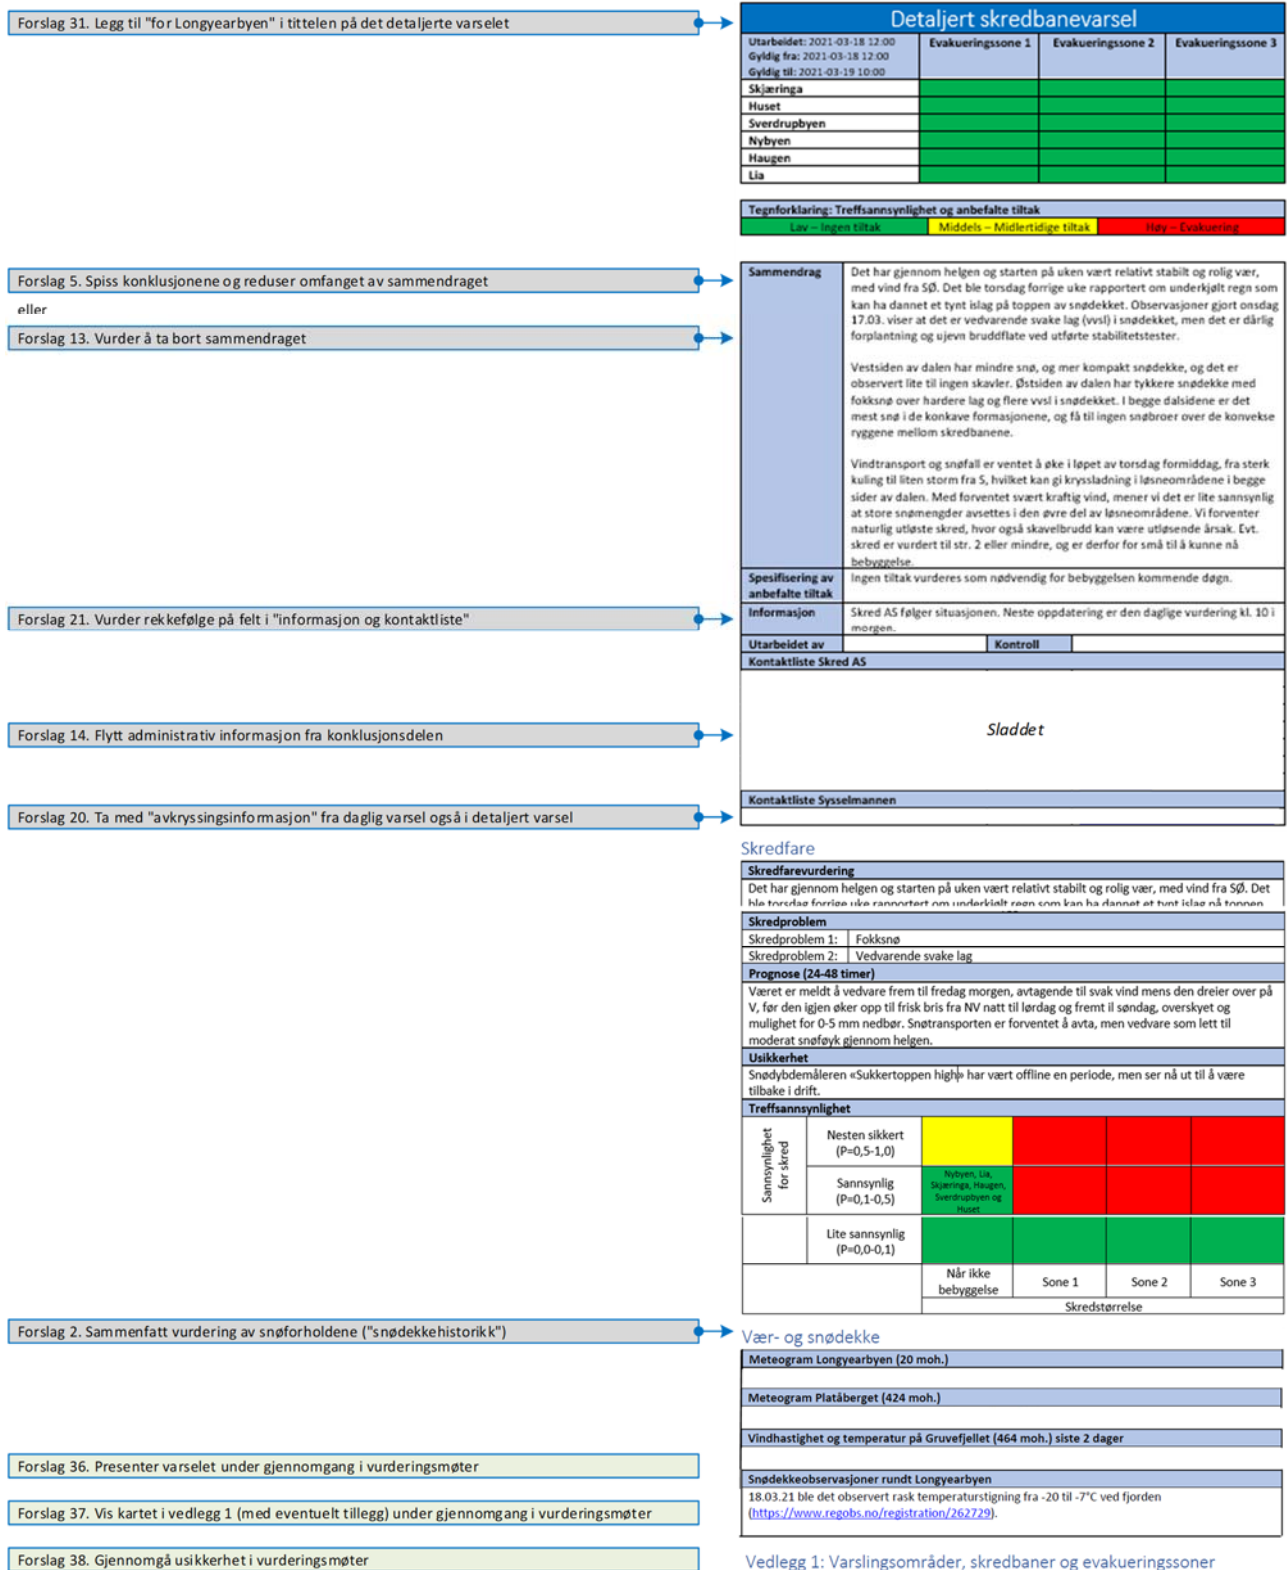 Forslag 31. Legg til "for Longyearbyen" i tittelen på det detaljerte varselet
Detaljert skredbanevarsel
Utarbeidet: 2021-03-18 12:00
Gyldig fra: 2021-03-18 12:00
Gyldig til: 2021-03-19 10:00
Evakueringssone 1
Evakueringssone 2
Evakueringssone 3
Skjæringa
Huset
Sverdrupbyen
Nybyen
Haugen
Lia
Tegnforklaring: Treffsannsynlighet og anbefalte tiltak
Lav – Ingen tiltak
Middels – Midlertidige tiltak
Høy – Evakuering
Forslag 5. Spiss konklusjonene og reduser omfanget av sammendraget
eller
Forslag 13. Vurder å ta bort sammendraget
Sammendrag
Det har gjennom helgen og starten på uken vært relativt stabilt og rolig vær,
med vind fra SØ. Det ble torsdag forrige uke rapportert om underkjølt regn som
kan ha dannet et tynt islag på toppen av snødekket. Observasjoner gjort onsdag
17.03. viser at det er vedvarende svake lag (vvsl) i snødekket, men det er dårlig
forplantning og ujevn bruddflate ved utførte stabilitetstester.
Vestsiden av dalen har mindre snø, og mer kompakt snødekke, og det er
observert lite til ingen skavler. Østsiden av dalen har tykkere snødekke med
fokksnø over hardere lag og flere vvsl i snødekket. I begge dalsidene er det
mest snø i de konkave formasjonene, og få til ingen snøbroer over de konvekse
ryggene mellom skredbanene.
Vindtransport og snøfall er ventet å øke i løpet av torsdag formiddag, fra sterk
kuling til liten storm fra S, hvilket kan gi kryssladning i løsneområdene i begge
sider av dalen. Med forventet svært kraftig vind, mener vi det er lite sannsynlig
at store snømengder avsettes i den øvre del av løsneområdene. Vi forventer
naturlig utløste skred, hvor også skavelbrudd kan være utløsende årsak. Evt.
skred er vurdert til str. 2 eller mindre, og er derfor for små til å kunne nå
bebyggelse.
Spesifisering av
anbefalte tiltak
Ingen tiltak vurderes som nødvendig for bebyggelsen kommende døgn.
Forslag 21. Vurder rekkefølge på felt i "informasjon og kontaktliste"
Informasjon
Skred AS følger situasjonen. Neste oppdatering er den daglige vurdering kl. 10 i
morgen.
Utarbeidet av
Kontroll
Kontaktliste Skred AS
Forslag 14. Flytt administrativ informasjon fra konklusjonsdelen
Sladdet
Forslag 20. Ta med "avkryssingsinformasjon" fra daglig varsel også i detaljert varsel
Kontaktliste Sysselmannen
Skredfare
Skredfarevurdering
Det har gjennom helgen og starten på uken vært relativt stabilt og rolig vær, med vind fra SØ. Det
ble torsdag forrige uke rapportert om underkjølt regn som kan ha dannet et tynt islag på toppen
Skredproblem
Skredproblem 1: Fokksnø
Skredproblem 2: Vedvarende svake lag
Prognose (24-48 timer)
Været er meldt å vedvare frem til fredag morgen, avtagende til svak vind mens den dreier over på
V, før den igjen øker opp til frisk bris fra NV natt til lørdag og fremt il søndag, overskyet og
mulighet for 0-5 mm nedbør. Snøtransporten er forventet å avta, men vedvare som lett til
moderat snøføyk gjennom helgen.
Usikkerhet
Snødybdemåleren «Sukkertoppen high» har vært offline en periode, men ser nå ut til å være
tilbake i drift.
Treffsannsynlighet
Sannsynlighet
for skred
Nesten sikkert
(P=0,5-1,0)
Sannsynlig
(P=0,1-0,5)
Nybyen, Lia,
Skjæringa, Haugen,
Sverdrupbyen og
Huset
Lite sannsynlig
(P=0,0-0,1)
Når ikke
bebyggelse
Sone 1
Sone 2
Sone 3
Skredstørrelse
Forslag 2. Sammenfatt vurdering av snøforholdene ("snødekkehistorikk")
Vær- og snødekke
Meteogram Longyearbyen (20 moh.)
Meteogram Platåberget (424 moh.)
Vindhastighet og temperatur på Gruvefjellet (464 moh.) siste 2 dager
Forslag 36. Presenter varselet under gjennomgang i vurderingsmøter
Snødekkeobservasjoner rundt Longyearbyen
18.03.21 ble det observert rask temperaturstigning fra -20 til -7°C ved fjorden
(https://www.regobs.no/registration/262729).
Forslag 37. Vis kartet i vedlegg 1 (med eventuelt tillegg) under gjennomgang i vurderingsmøter
Forslag 38. Gjennomgå usikkerhet i vurderingsmøter
Vedlegg 1: Varslingsområder, skredbaner og evakueringssoner